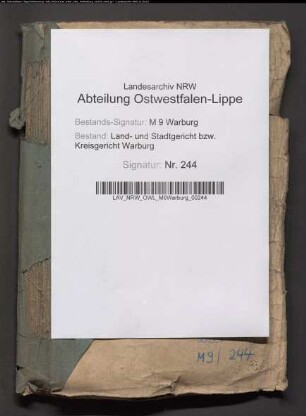 Landesarchiv NRW
Abteilung Ostwestfalen-Lippe
Bestands-Signatur: M 9 Warburg
Bestand: Land- und Stadtgericht bzw.
Kreisgericht Warburg
Signatur: Nr. 244
LAV_NRW_OWL_M9Warburg_00244
M9/ 244